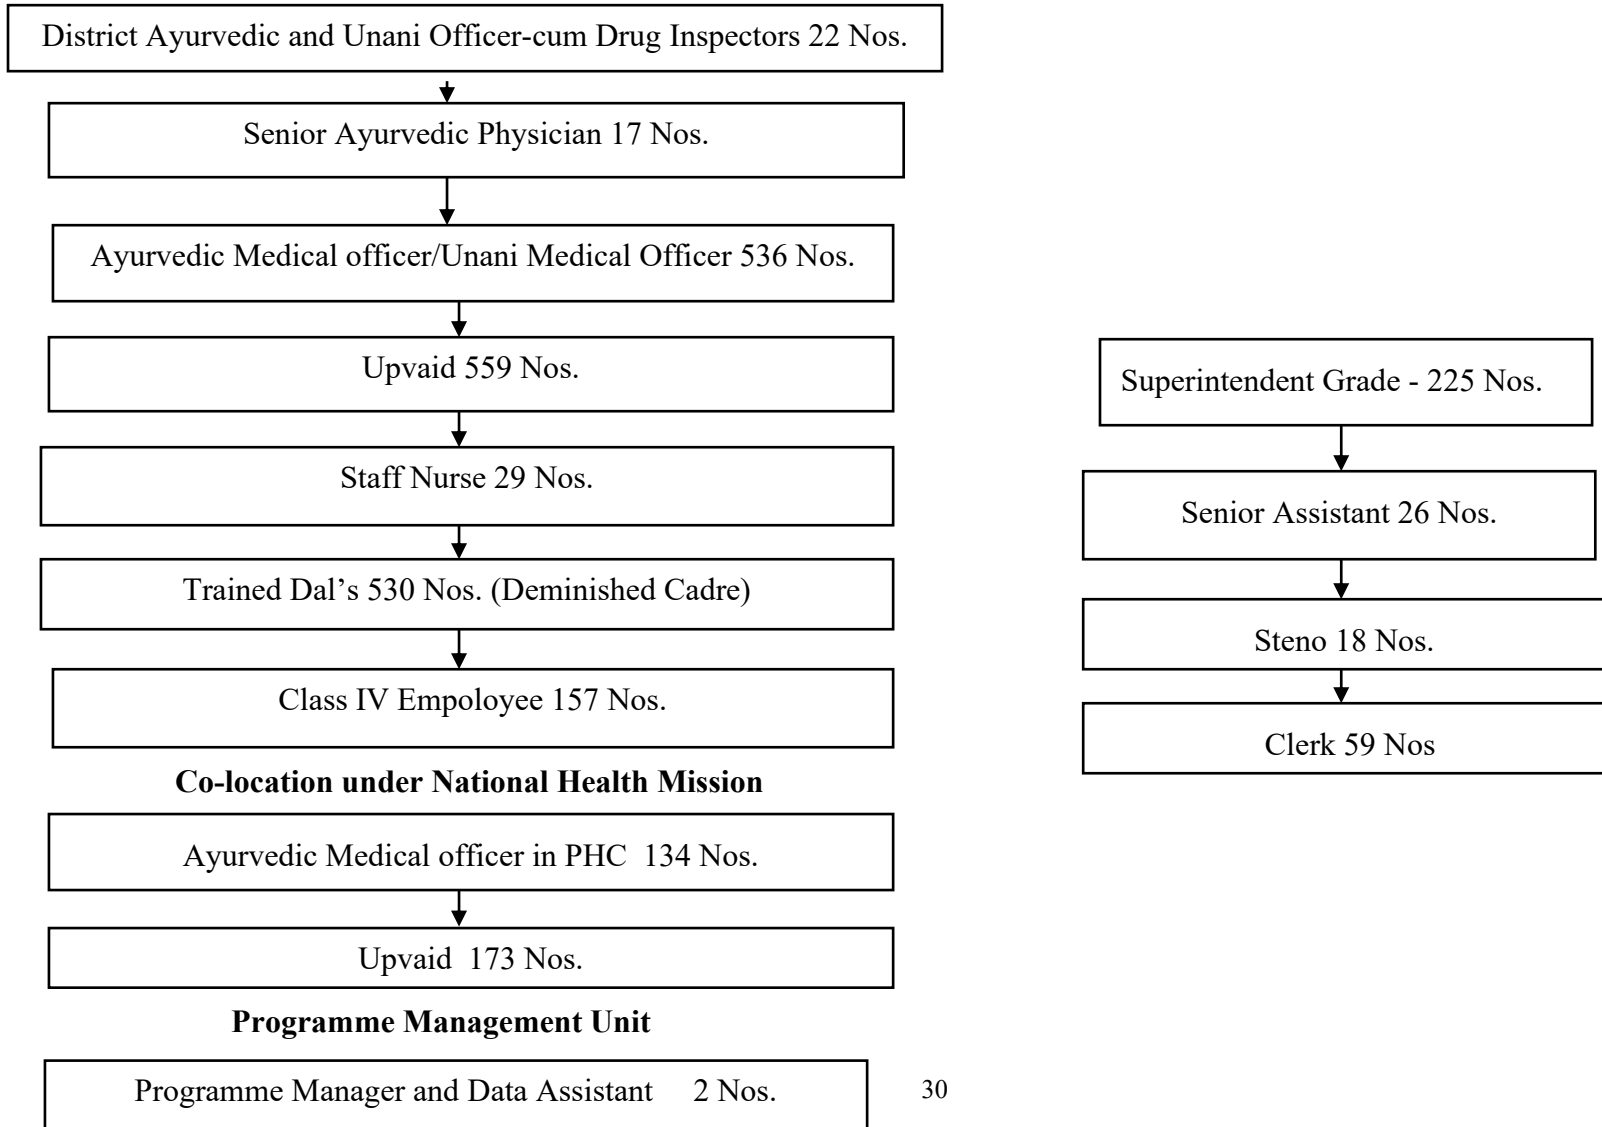 District Ayurvedic and Unani Officer-cum Drug Inspectors 22 Nos.
Senior Ayurvedic Physician 17 Nos.
Ayurvedic Medical officer/Unani Medical Officer 536 Nos.
Upvaid 559 Nos.
Staff Nurse 29 Nos.
Trained Dal’s 530 Nos. (Deminished Cadre)
Class IV Empoloyee 157 Nos.
Co-location under National Health Mission
Ayurvedic Medical officer in PHC 134 Nos.
Upvaid 173 Nos.
Programme Management Unit
Programme Manager and Data Assistant 2 Nos.
Superintendent Grade - 225 Nos.
Senior Assistant 26 Nos.
Steno 18 Nos.
Clerk 59 Nos
30